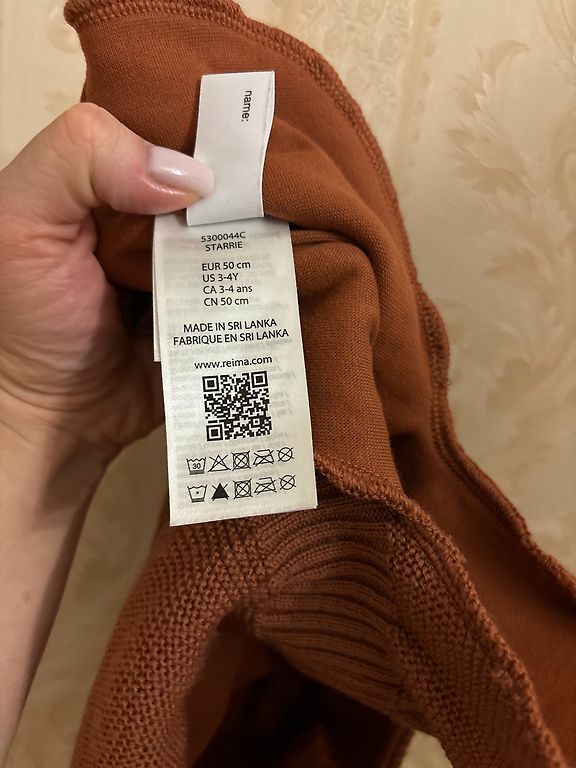 name:
5300044C
STARRIE
EUR 50 cm
US 3-4Y
CA 3-4 ans
CN 50 cm
MADE IN SRI LANKA
FABRIQUE EN SRI LANKA
www.reima.com
30